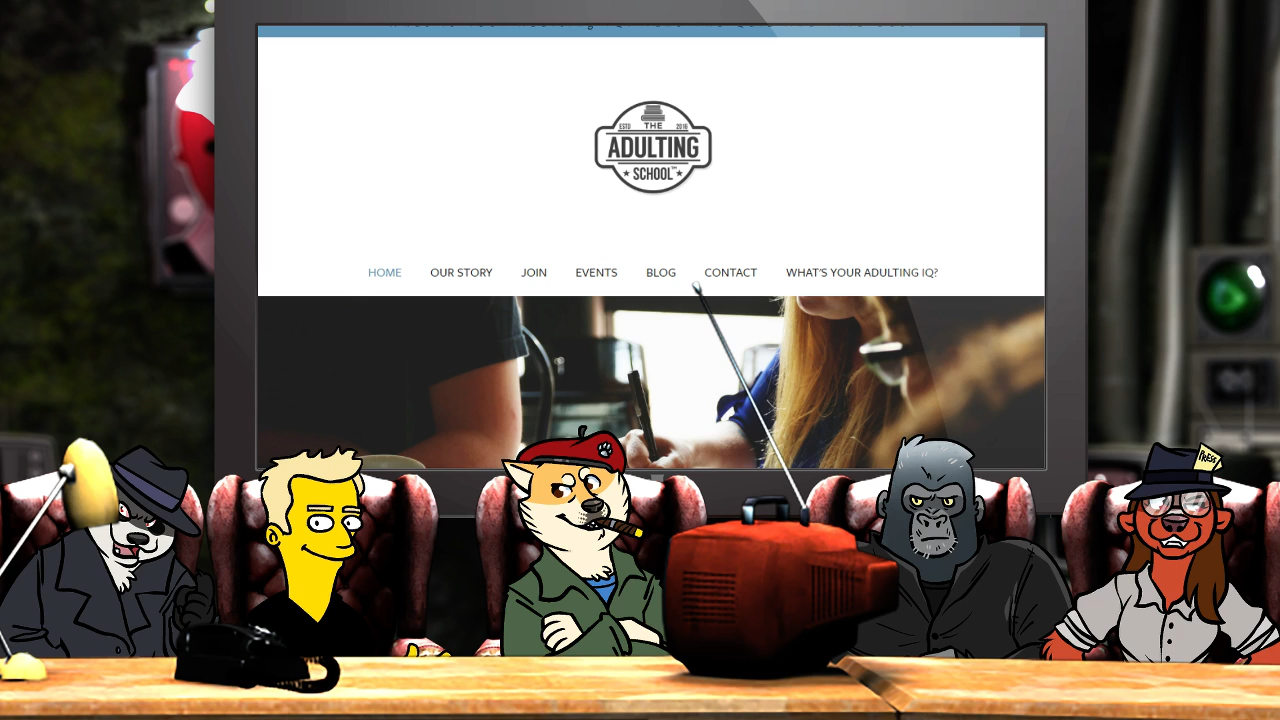 ESTD THE 2016
ADULTING
SCHOOL
HOME OUR STORY JOIN EVENTS BLOG CONTACT WHAT'S YOUR ADULTING IQ?
PRESS